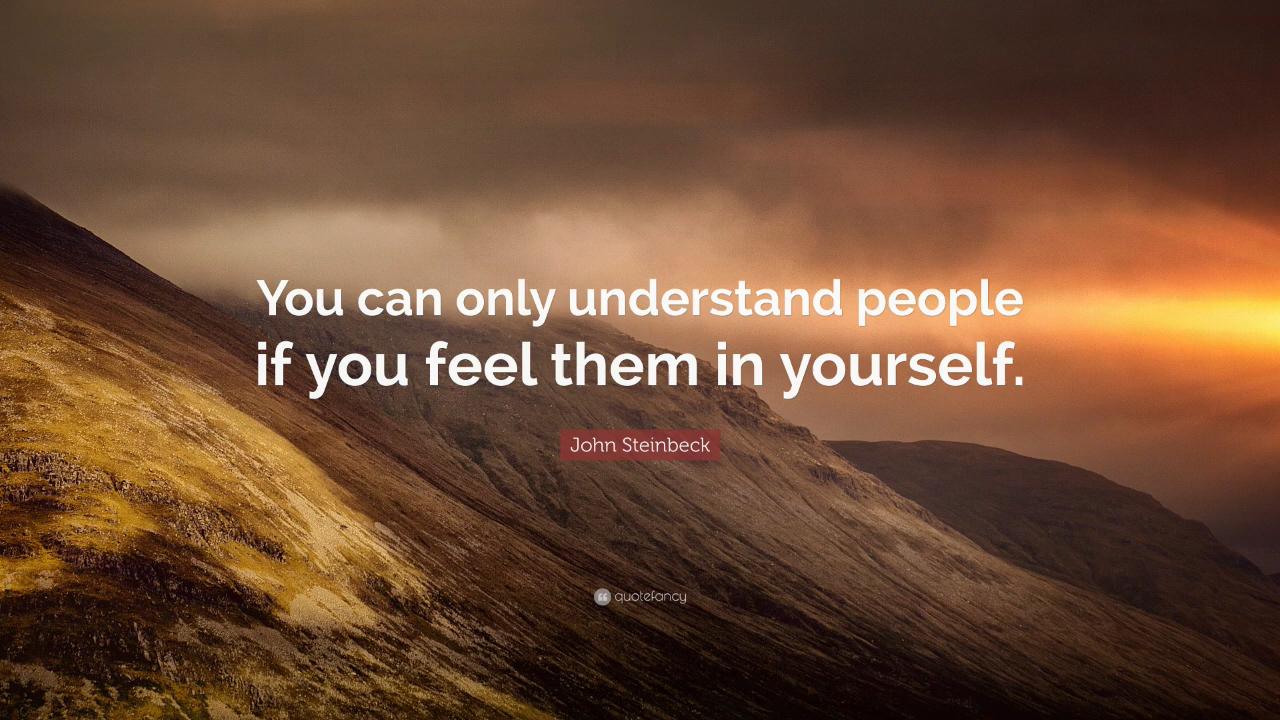 You can only understand people
if you feel them in yourself.
John Steinbeck
quotefancy